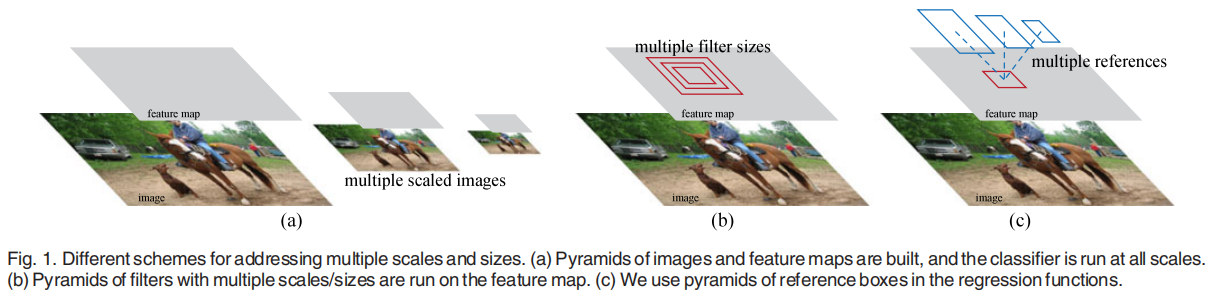 multiple filter sizes
multiple references
feature map
feature map
feature map
multiple scaled images
image
image
image
(a)
(b)
(c)
Fig. 1. Different schemes for addressing multiple scales and sizes. (a) Pyramids of images and feature maps are built, and the classifier is run at all scales.
(b) Pyramids of filters with multiple scales/sizes are run on the feature map. (c) We use pyramids of reference boxes in the regression functions.